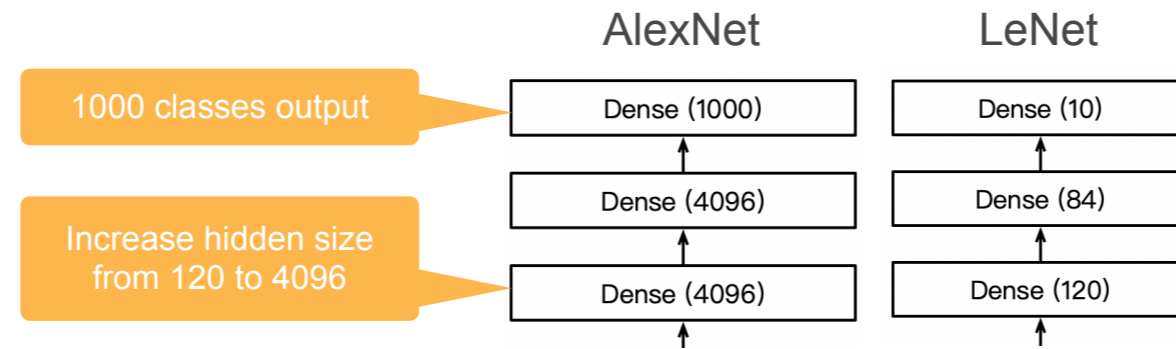 AlexNet
LeNet
1000 classes output
Dense (1000)
Dense (10)
Dense (4096)
Dense (84)
Increase hidden size
from 120 to 4096
Dense (4096)
Dense (120)